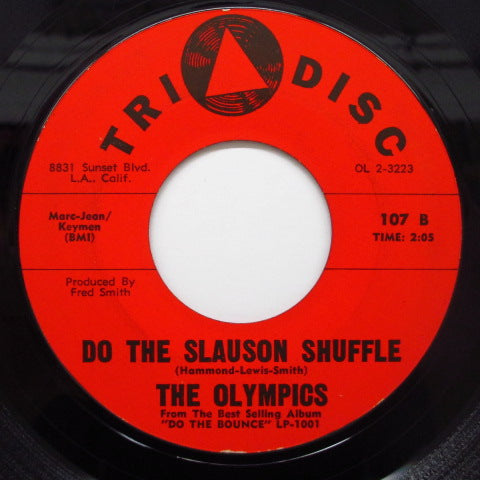 TRI DISC
8831 Sunset Blvd.
L.A., Calif.
OL 2-3223
Marc-Jean/
Keymen
(BMI)
107 B
TIME: 2:05
Produced By
Fred Smith
DO THE SLAUSON SHUFFLE
(Hammond-Lewis-Smith)
THE OLYMPICS
From The Best Selling Album
"DO THE BOUNCE" LP-1001